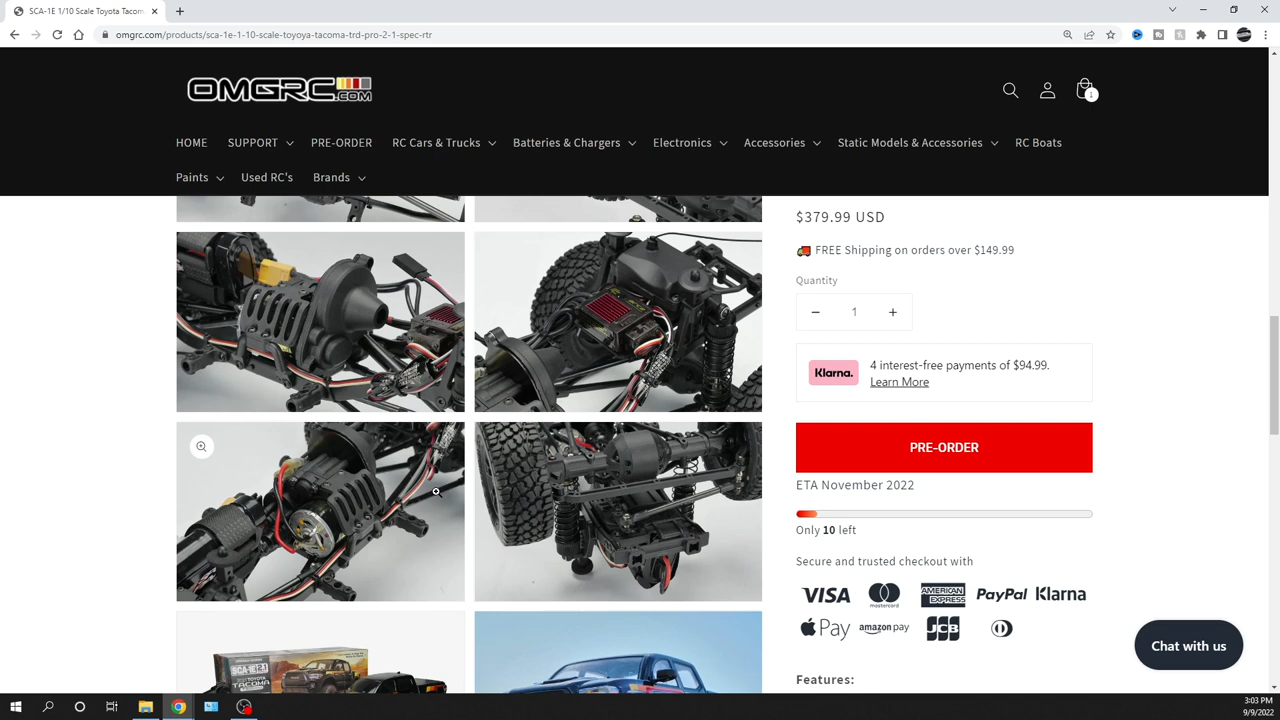 SCA-1E 1/10 Scale Toyota Tacom
omgrc.com/products/sca-1e-1-10-scale-toyoya-tacoma-trd-pro-2-1-spec-rtr
OMGRC.COM
1
HOME
SUPPORT
PRE-ORDER
RC Cars & Trucks
Batteries & Chargers
Electronics
Accessories
Static Models & Accessories
RC Boats
Paints
Used RC's
Brands
$379.99 USD
FREE Shipping on orders over $149.99
Quantity
− 1 +
Klarna.
4 interest-free payments of $94.99.
Learn More
PRE-ORDER
ETA November 2022
Only 10 left
Secure and trusted checkout with
VISA mastercard AMERICAN EXPRESS PayPal Klarna
Pay amazon pay JCB
Features:
Chat with us
SCA-1E
TACOMA
3:03 PM
9/9/2022